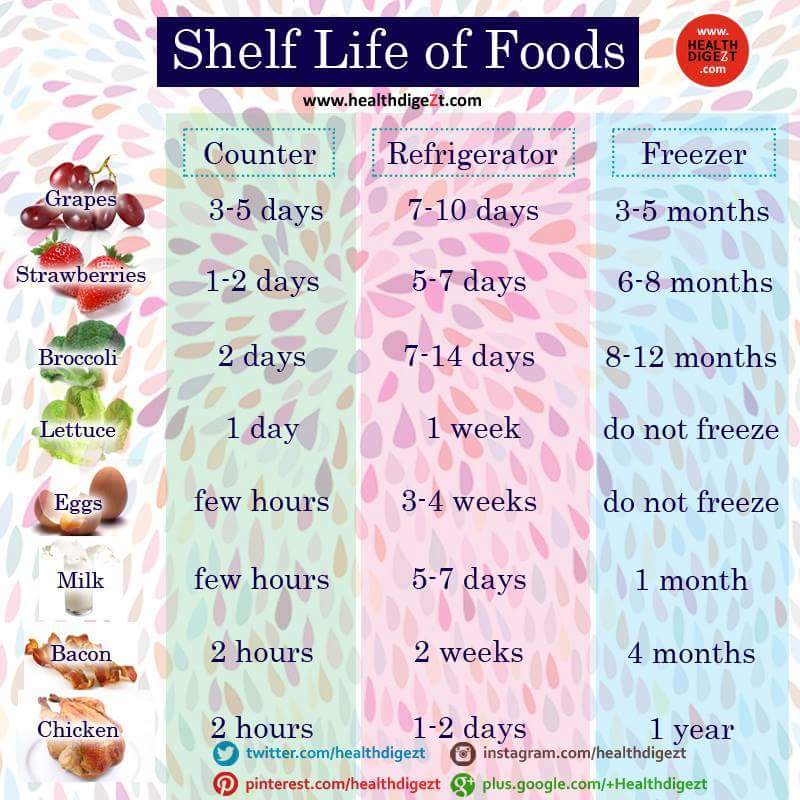 Shelf Life of Foods
www.
HEALTH
DIGEZT
.com
www.healthdigeZt.com
Counter Refrigerator Freezer
Grapes 3-5 days 7-10 days 3-5 months
Strawberries 1-2 days 5-7 days 6-8 months
Broccoli 2 days 7-14 days 8-12 months
Lettuce 1 day 1 week do not freeze
Eggs few hours 3-4 weeks do not freeze
Milk few hours 5-7 days 1 month
Bacon 2 hours 2 weeks 4 months
Chicken 2 hours 1-2 days 1 year
twitter.com/healthdigezt instagram.com/healthdigezt
pinterest.com/healthdigezt plus.google.com/+Healthdigezt